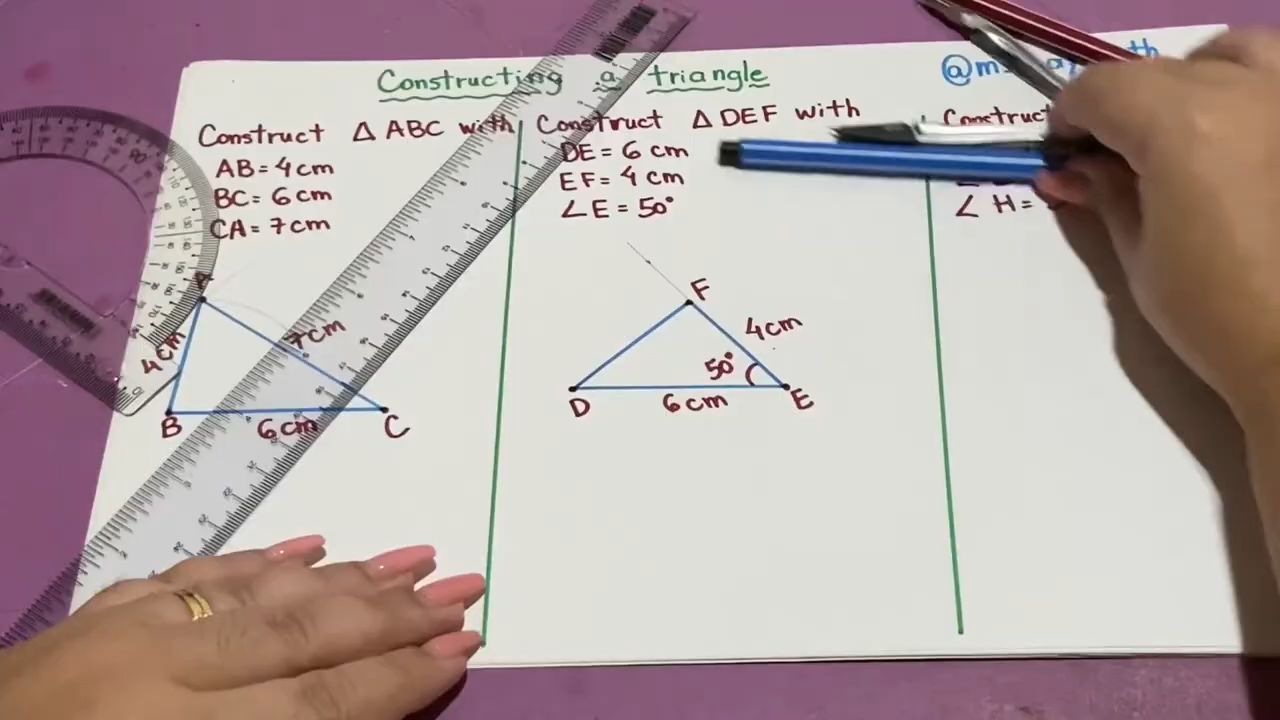 Constructing a triangle
Construct Δ ABC with
AB = 4 cm
BC = 6 cm
CA = 7 cm
A
4 cm
7 cm
B
6 cm
C
Construct Δ DEF with
DE = 6 cm
EF = 4 cm
∠E = 50°
F
4 cm
50°
D
6 cm
E
Construct
∠ H =